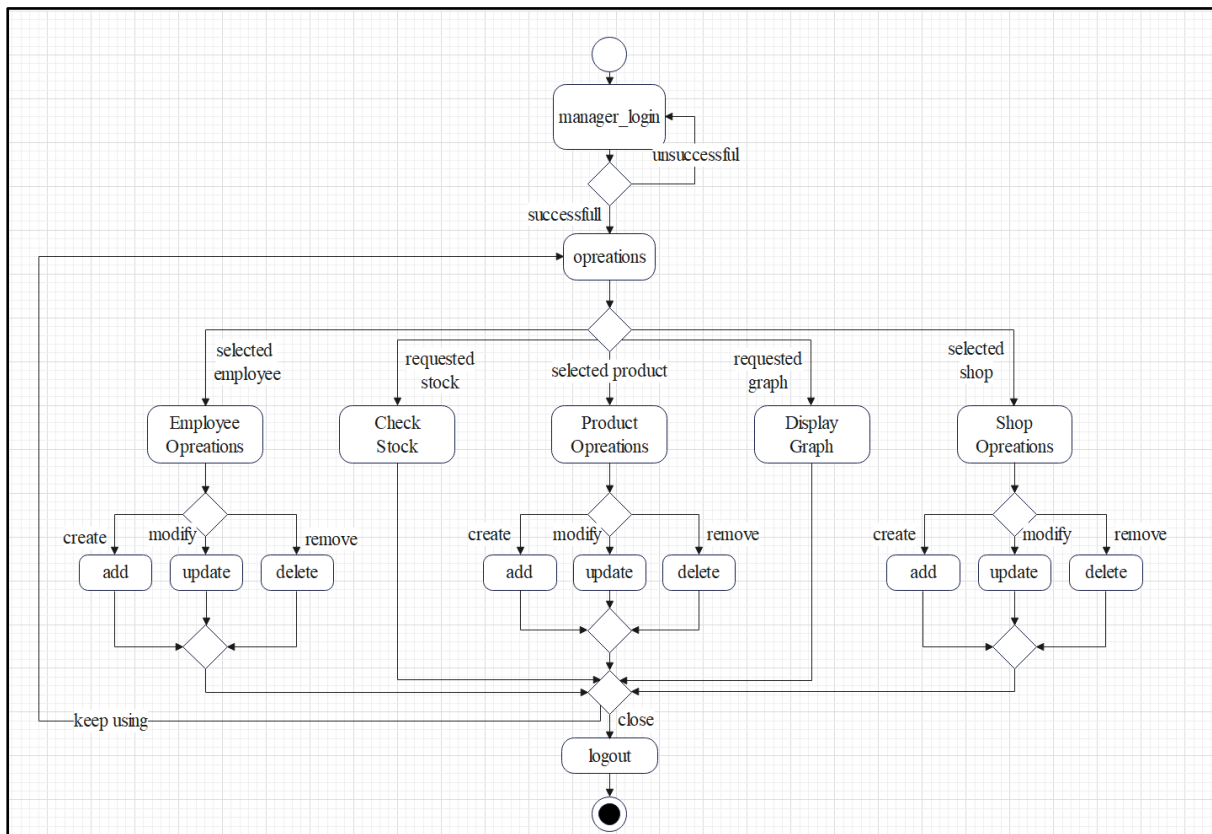 manager_login
unsuccessful
successfull
opreations
selected
employee
requested
stock
selected product
requested
graph
selected
shop
Employee
Opreations
Check
Stock
Product
Opreations
Display
Graph
Shop
Opreations
create
modify
remove
add
update
delete
create
modify
remove
add
update
delete
create
modify
remove
add
update
delete
keep using
close
logout